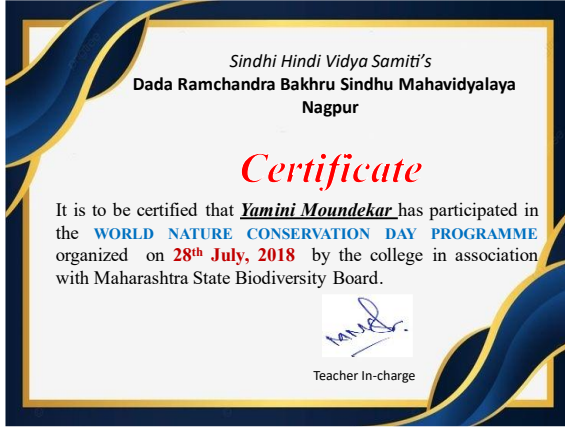 Sindhi Hindi Vidya Samiti's
Dada Ramchandra Bakhru Sindhu Mahavidyalaya
Nagpur
Certificate
It is to be certified that Yamini Moundekar has participated in
the WORLD NATURE CONSERVATION DAY PROGRAMME
organized on 28th July, 2018 by the college in association
with Maharashtra State Biodiversity Board.
Teacher In-charge